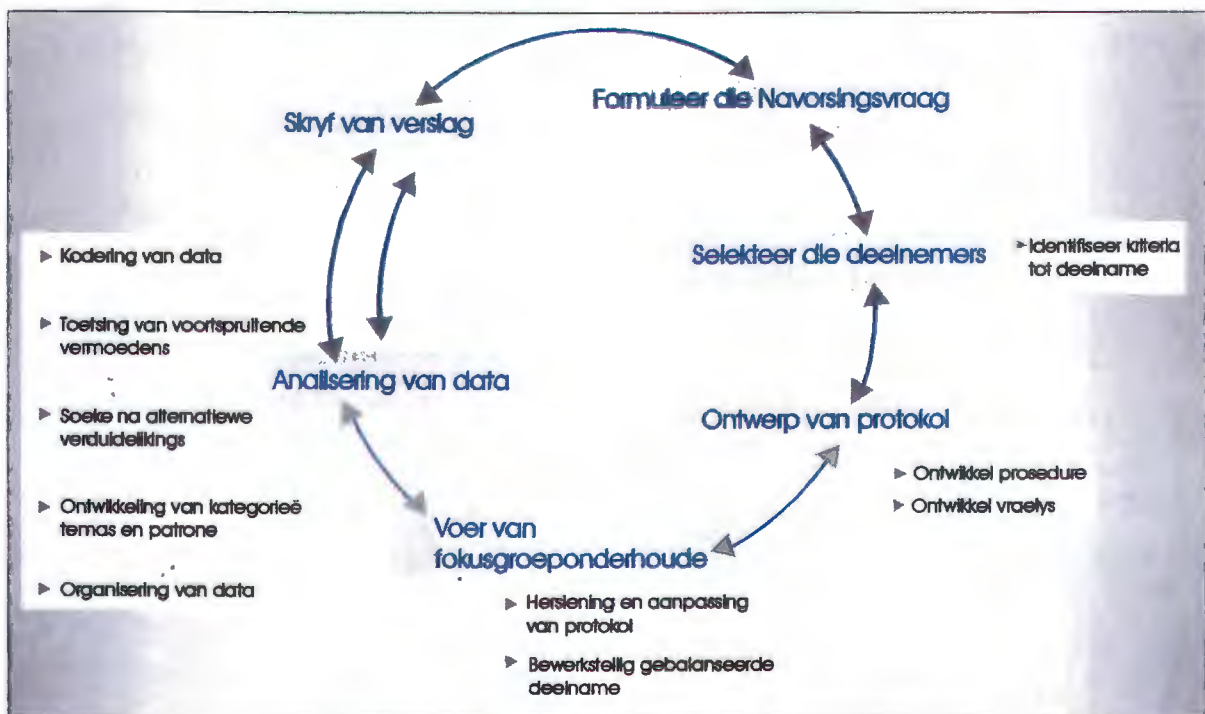 Formuleer die Navorsingsvraag
Skryf van verslag
Selekteer die deelnemers
Identifiseer kriteria
tot deelname
Ontwerp van protokol
Ontwikkel prosedure
Ontwikkel vraelys
Voer van
fokusgroeponderhoude
Hersiening en aanpassing
van protokol
Bewerkstellig gebalanseerde
deelname
Analisering van data
Kodering van data
Toetsing van voortspruitende
vermoedens
Soeke na alternatiewe
verduidelikings
Ontwikkeling van kategorieë
temas en patrone
Organisering van data